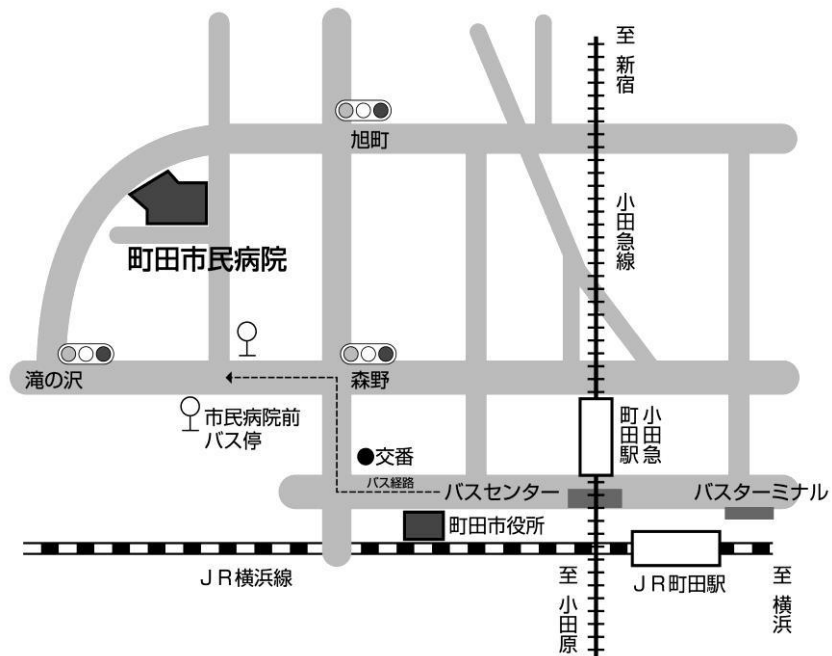 至 新宿
旭町
小田急線
町田市民病院
滝の沢
森野
市民病院前
バス停
小田急
町田駅
交番
バス経路
バスセンター
バスターミナル
町田市役所
JR横浜線
至 小田原
JR町田駅
至 横浜